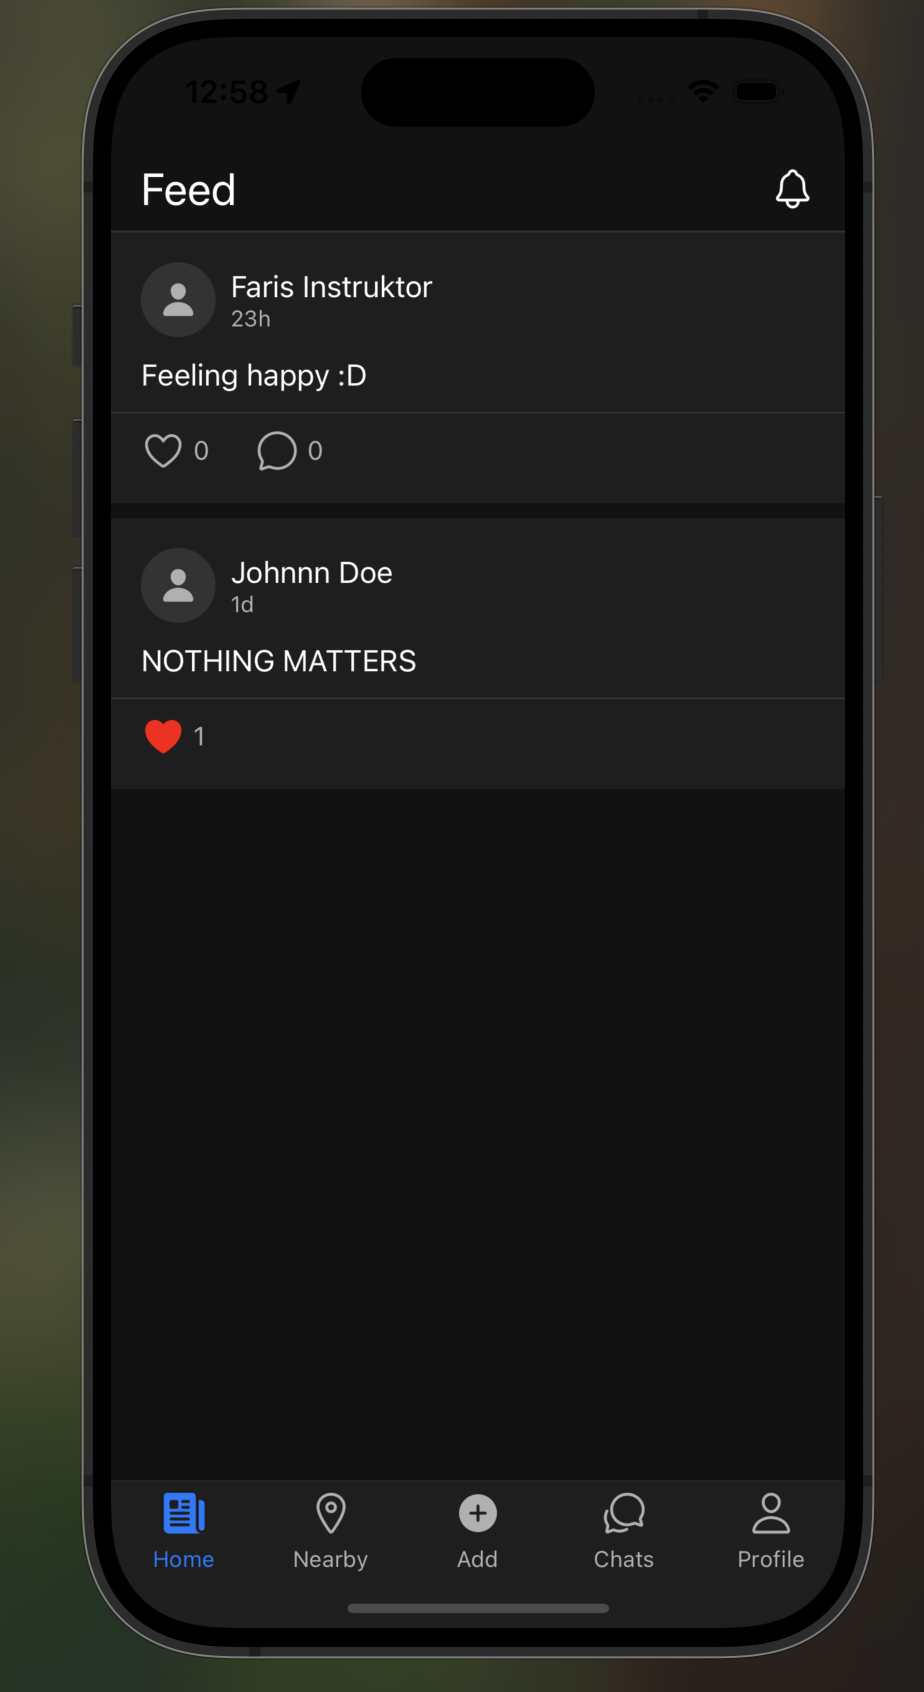 12:58
Feed
Faris Instruktor
23h
Feeling happy :D
0 0
Johnnn Doe
1d
NOTHING MATTERS
1
Home Nearby Add Chats Profile